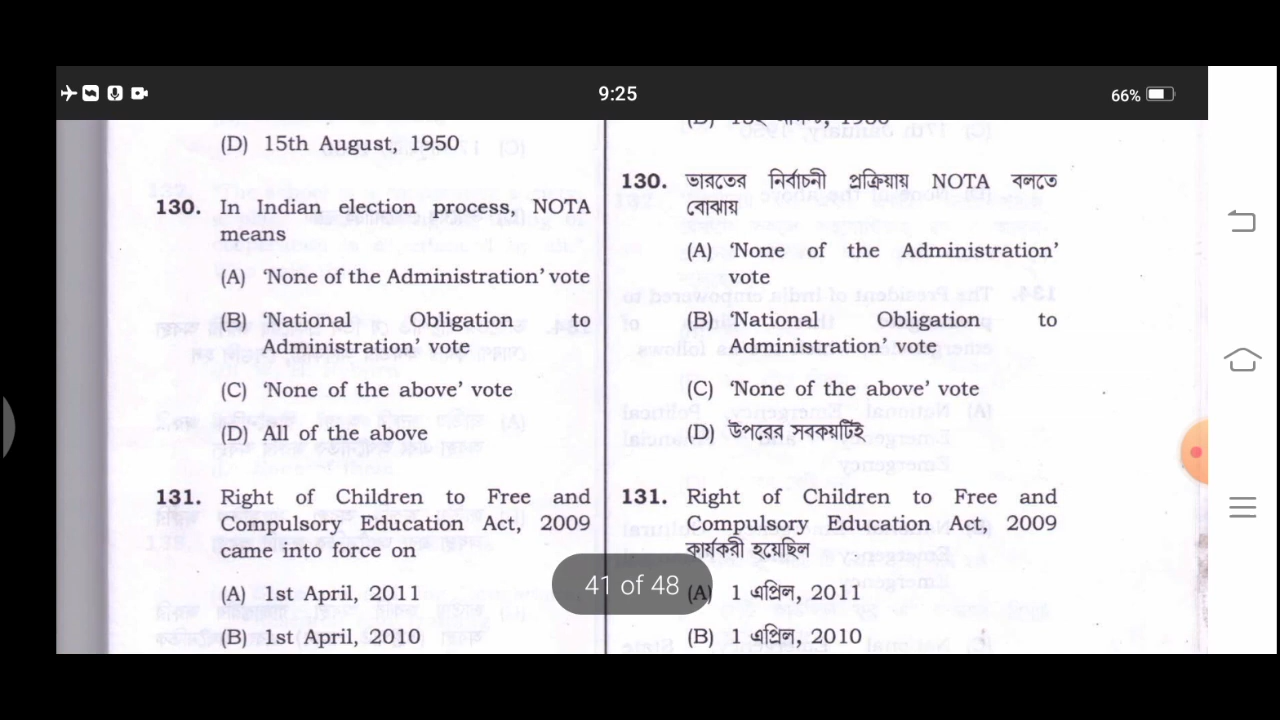 9:25
66%
(D) 15th August, 1950
130. In Indian election process, NOTA
means
(A) ‘None of the Administration’ vote
(B) ‘National Obligation to
Administration’ vote
(C) ‘None of the above’ vote
(D) All of the above
131. Right of Children to Free and
Compulsory Education Act, 2009
came into force on
(A) 1st April, 2011
(B) 1st April, 2010
130. ভারতের নির্বাচনী প্রক্রিয়ায় NOTA বলতে
বোঝায়
(A) ‘None of the Administration’
vote
(B) ‘National Obligation to
Administration’ vote
(C) ‘None of the above’ vote
(D) উপরের সবকয়টিই
131. Right of Children to Free and
Compulsory Education Act, 2009
কার্যকরী হয়েছিল
(A) 1 এপ্রিল, 2011
(B) 1 এপ্রিল, 2010
41 of 48